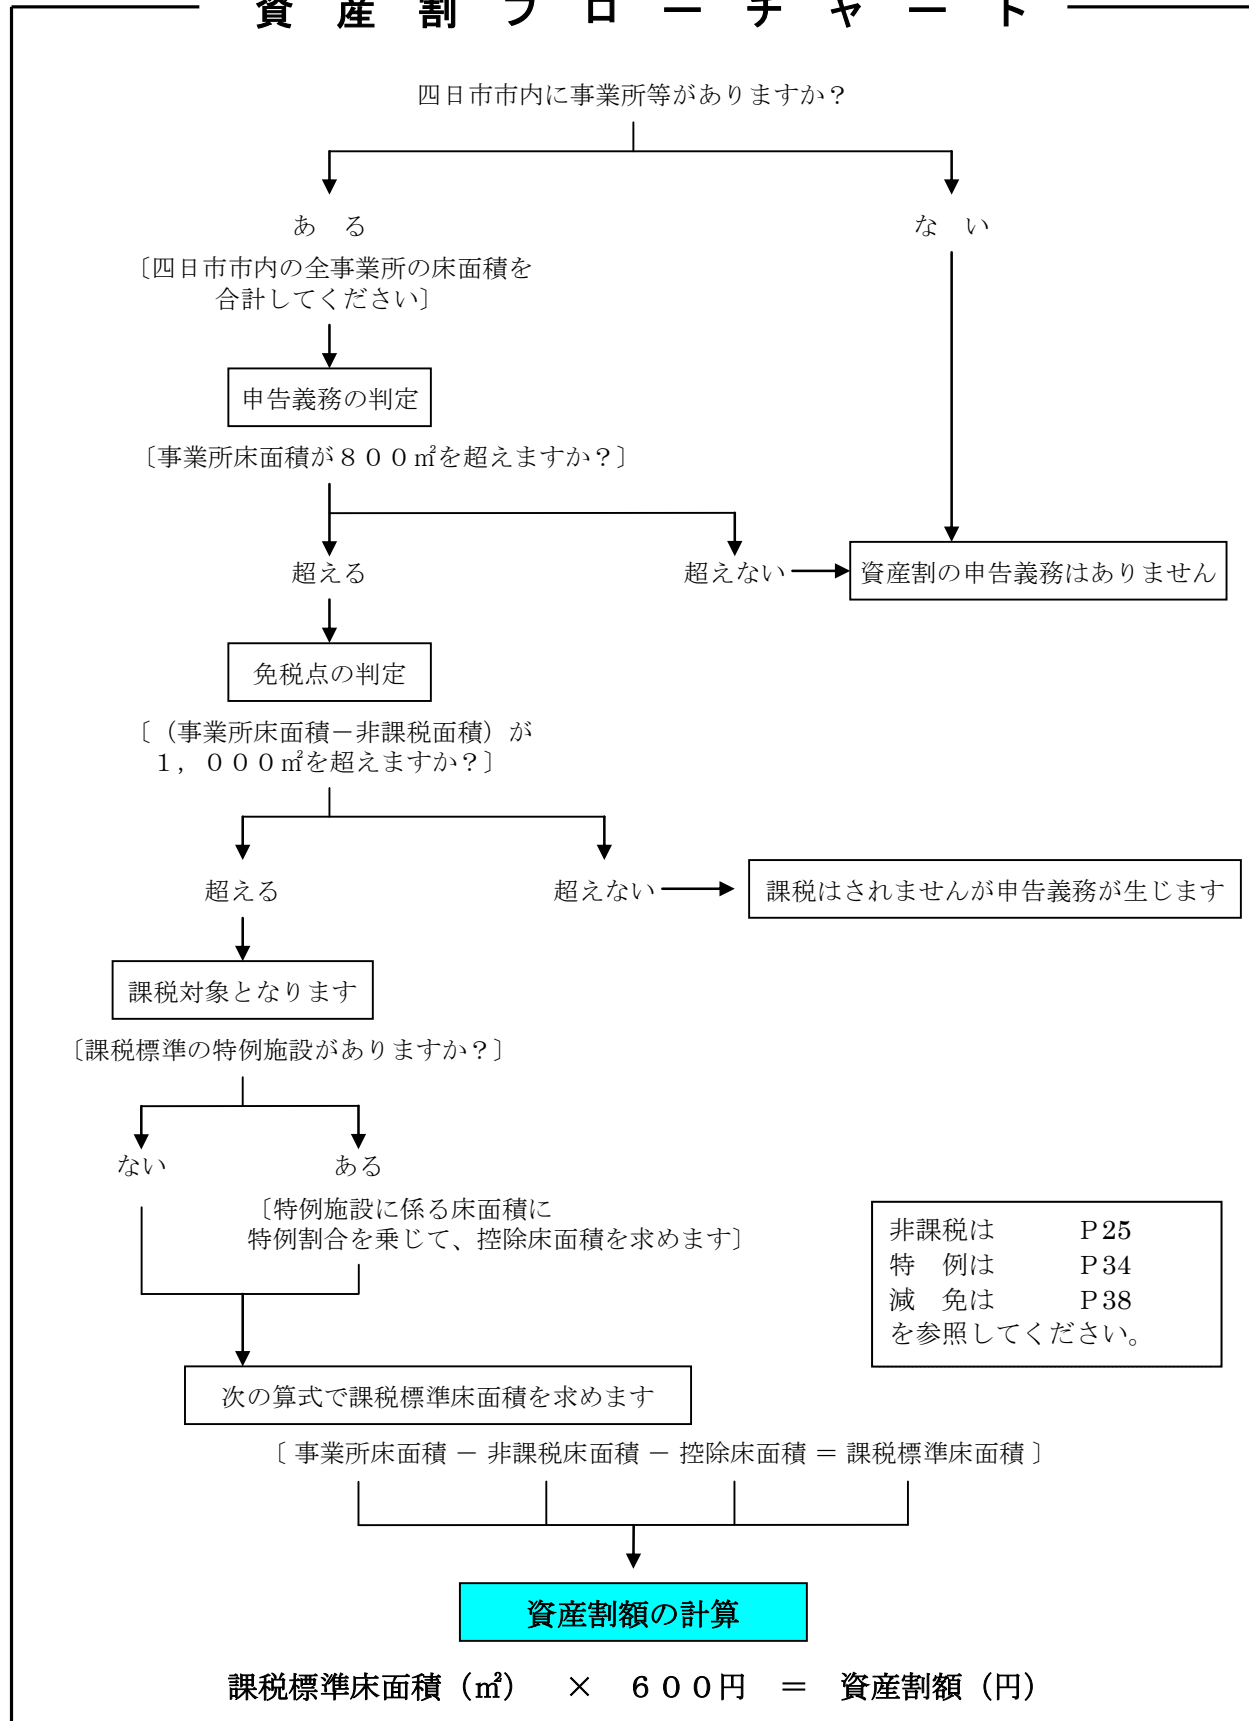 資産割フローチャート
四日市市内に事業所等がありますか？
ある
ない
〔四日市市内の全事業所の床面積を
合計してください〕
申告義務の判定
〔事業所床面積が８００㎡を超えますか？〕
超える
超えない
資産割の申告義務はありません
免税点の判定
〔（事業所床面積－非課税面積）が
１，０００㎡を超えますか？〕
超える
超えない
課税はされませんが申告義務が生じます
課税対象となります
〔課税標準の特例施設がありますか？〕
ない
ある
〔特例施設に係る床面積に
特例割合を乗じて、控除床面積を求めます〕
非課税は　Ｐ25
特　例は　Ｐ34
減　免は　Ｐ38
を参照してください。
次の算式で課税標準床面積を求めます
〔 事業所床面積 － 非課税床面積 － 控除床面積 ＝ 課税標準床面積 〕
資産割額の計算
課税標準床面積（㎡）　×　６００円　＝　資産割額（円）